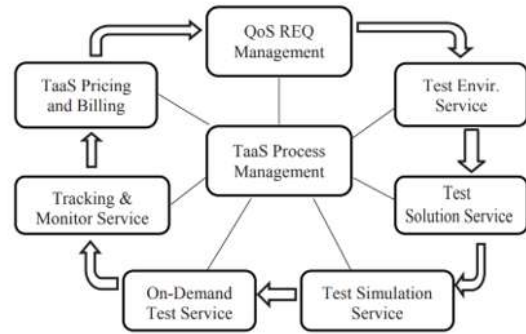 QoS REQ
Management
TaaS Pricing
and Billing
Test Envir.
Service
TaaS Process
Management
Tracking &
Monitor Service
Test
Solution Service
On-Demand
Test Service
Test Simulation
Service